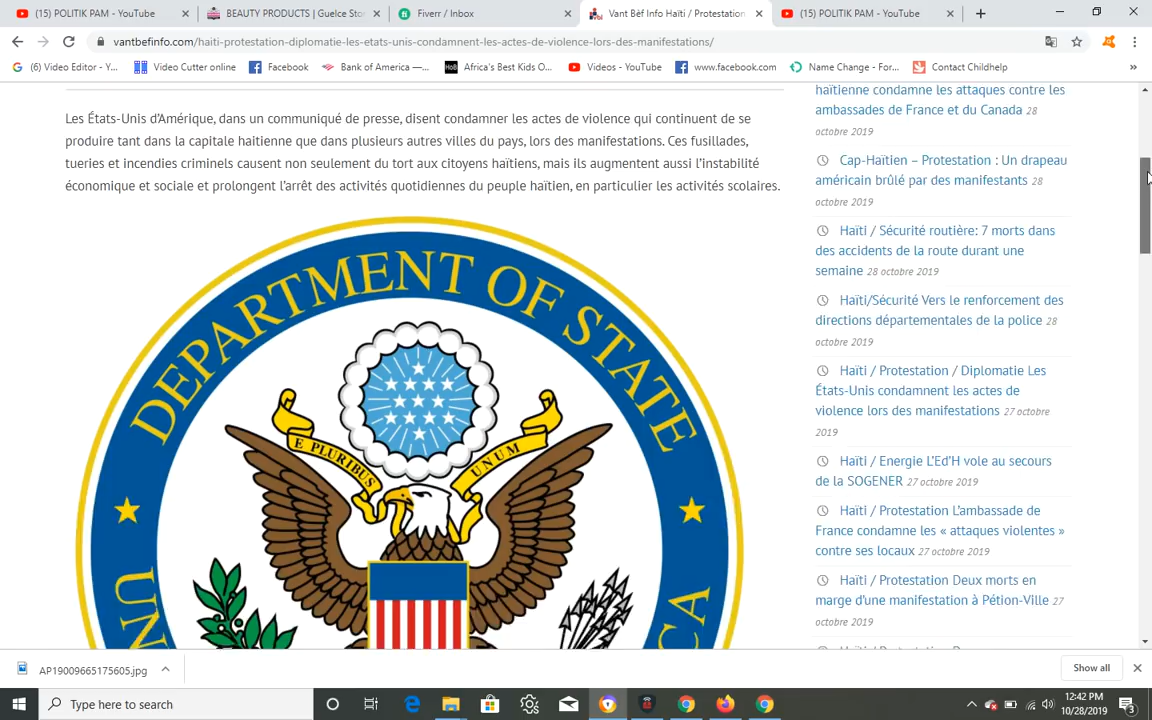 (15) POLITIK PAM - YouTube
BEAUTY PRODUCTS | Guelce Sto
Fiverr / Inbox
Vant Bèf Info Haïti / Protestation
(15) POLITIK PAM - YouTube
vantbefinfo.com/haiti-protestation-diplomatie-les-etats-unis-condamnent-les-actes-de-violence-lors-des-manifestations/
(6) Video Editor - Y...
Video Cutter online
Facebook
Bank of America —...
Africa's Best Kids O...
Videos - YouTube
www.facebook.com
Name Change - For...
Contact Childhelp
»
Les États-Unis d'Amérique, dans un communiqué de presse, disent condamner les actes de violence qui continuent de se
produire tant dans la capitale haitienne que dans plusieurs autres villes du pays, lors des manifestations. Ces fusillades,
tueries et incendies criminels causent non seulement du tort aux citoyens haïtiens, mais ils augmentent aussi l'instabilité
économique et sociale et prolongent l'arrêt des activités quotidiennes du peuple haïtien, en particulier les activités scolaires.
DEPARTMENT OF STATE
E PLURIBUS
UNUM
haïtienne condamne les attaques contre les
ambassades de France et du Canada 28
octobre 2019
Cap-Haïtien – Protestation : Un drapeau
américain brûlé par des manifestants 28
octobre 2019
Haïti / Sécurité routière: 7 morts dans
des accidents de la route durant une
semaine 28 octobre 2019
Haïti/Sécurité Vers le renforcement des
directions départementales de la police 28
octobre 2019
Haïti / Protestation / Diplomatie Les
États-Unis condamnent les actes de
violence lors des manifestations 27 octobre
2019
Haïti / Energie L'Ed'H vole au secours
de la SOGENER 27 octobre 2019
Haïti / Protestation L'ambassade de
France condamne les « attaques violentes »
contre ses locaux 27 octobre 2019
Haïti / Protestation Deux morts en
marge d'une manifestation à Pétion-Ville 27
octobre 2019
AP19009665175605.jpg
Show all
Type here to search
12:42 PM
10/28/2019
3